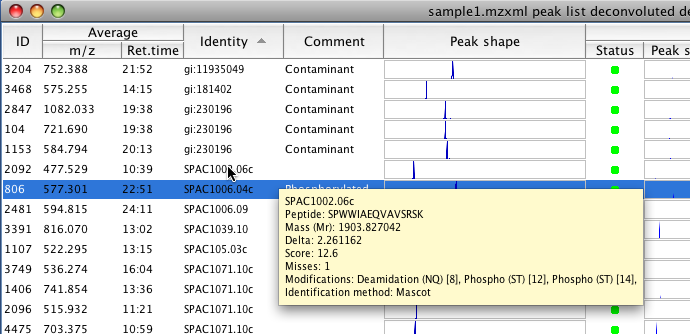 sample1.mzxml peak list deconvoluted de
Average
ID m/z Ret.time Identity Comment Peak shape Status Peak s
3204 752.388 21:52 gi:11935049 Contaminant
3468 575.255 14:15 gi:181402 Contaminant
2847 1082.033 19:38 gi:230196 Contaminant
104 721.690 19:38 gi:230196 Contaminant
1153 584.794 20:13 gi:230196 Contaminant
2092 477.529 10:39 SPAC1002.06c
806 577.301 22:51 SPAC1006.04c Phosphorylated
2481 594.815 24:11 SPAC1006.09
3391 816.070 13:02 SPAC1039.10
1107 522.295 13:15 SPAC105.03c
3749 536.274 16:04 SPAC1071.10c
1406 741.854 13:36 SPAC1071.10c
2096 515.932 11:21 SPAC1071.10c
4475 703.375 10:59 SPAC1071.10c
SPAC1002.06c
Peptide: SPWWIAEQVAVSRSK
Mass (Mr): 1903.827042
Delta: 2.261162
Score: 12.6
Misses: 1
Modifications: Deamidation (NQ) [8], Phospho (ST) [12], Phospho (ST) [14],
Identification method: Mascot